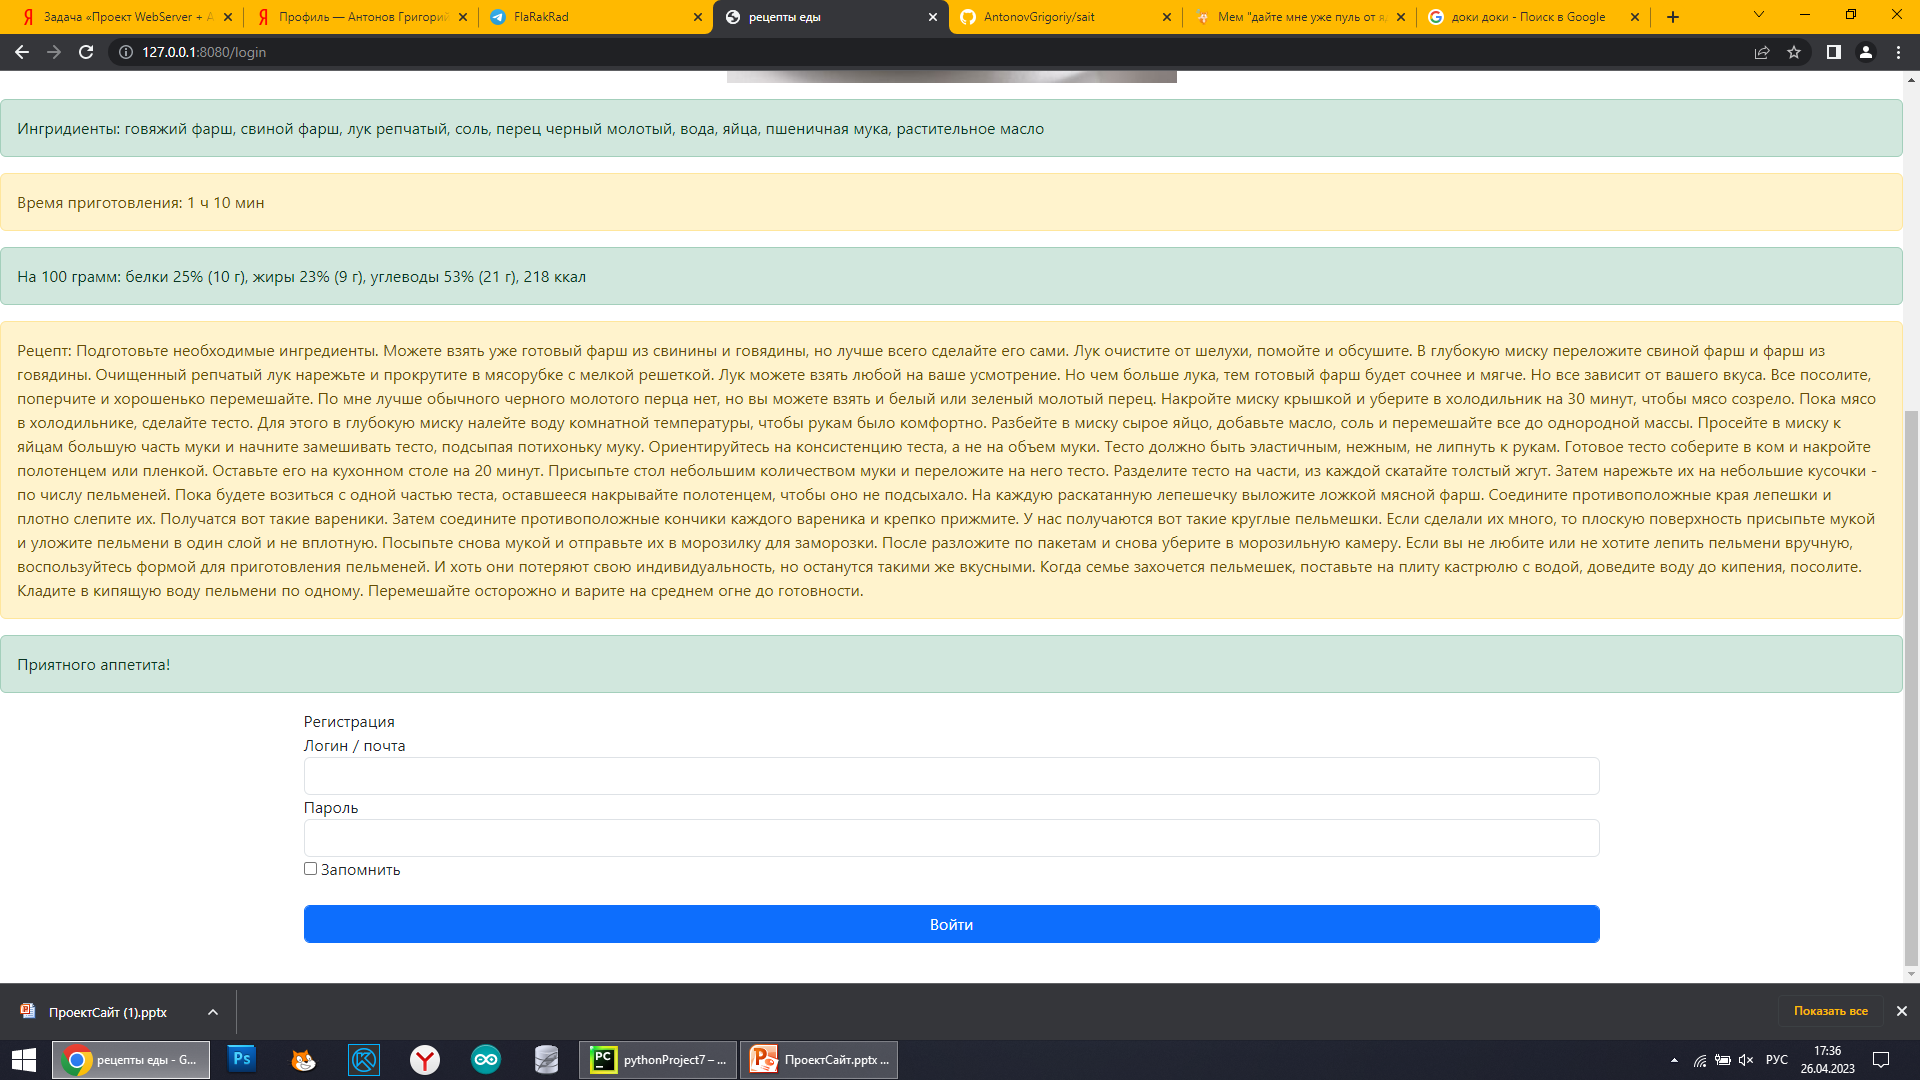 Задача «Проект WebServer + A
Профиль — Антонов Григорий
FlaRakRad
рецепты еды
AntonovGrigoriy/sait
Мем "дайте мне уже пуль от я
доки доки - Поиск в Google
127.0.0.1:8080/login
Ингридиенты: говяжий фарш, свиной фарш, лук репчатый, соль, перец черный молотый, вода, яйца, пшеничная мука, растительное масло
Время приготовления: 1 ч 10 мин
На 100 грамм: белки 25% (10 г), жиры 23% (9 г), углеводы 53% (21 г), 218 ккал
Рецепт: Подготовьте необходимые ингредиенты. Можете взять уже готовый фарш из свинины и говядины, но лучше всего сделайте его сами. Лук очистите от шелухи, помойте и обсушите. В глубокую миску переложите свиной фарш и фарш из
говядины. Очищенный репчатый лук нарежьте и прокрутите в мясорубке с мелкой решеткой. Лук можете взять любой на ваше усмотрение. Но чем больше лука, тем готовый фарш будет сочнее и мягче. Но все зависит от вашего вкуса. Все посолите,
поперчите и хорошенько перемешайте. По мне лучше обычного черного молотого перца нет, но вы можете взять и белый или зеленый молотый перец. Накройте миску крышкой и уберите в холодильник на 30 минут, чтобы мясо созрело. Пока мясо
в холодильнике, сделайте тесто. Для этого в глубокую миску налейте воду комнатной температуры, чтобы рукам было комфортно. Разбейте в миску сырое яйцо, добавьте масло, соль и перемешайте все до однородной массы. Просейте в миску к
яйцам большую часть муки и начните замешивать тесто, подсыпая потихоньку муку. Ориентируйтесь на консистенцию теста, а не на объем муки. Тесто должно быть эластичным, нежным, не липнуть к рукам. Готовое тесто соберите в ком и накройте
полотенцем или пленкой. Оставьте его на кухонном столе на 20 минут. Присыпьте стол небольшим количеством муки и переложите на него тесто. Разделите тесто на части, из каждой скатайте толстый жгут. Затем нарежьте их на небольшие кусочки -
по числу пельменей. Пока будете возиться с одной частью теста, оставшееся накрывайте полотенцем, чтобы оно не подсыхало. На каждую раскатанную лепешечку выложите ложкой мясной фарш. Соедините противоположные края лепешки и
плотно слепите их. Получатся вот такие вареники. Затем соедините противоположные кончики каждого вареника и крепко прижмите. У нас получаются вот такие круглые пельмешки. Если сделали их много, то плоскую поверхность присыпьте мукой
и уложите пельмени в один слой и не вплотную. Посыпьте снова мукой и отправьте их в морозилку для заморозки. После разложите по пакетам и снова уберите в морозильную камеру. Если вы не любите или не хотите лепить пельмени вручную,
воспользуйтесь формой для приготовления пельменей. И хоть они потеряют свою индивидуальность, но останутся такими же вкусными. Когда семье захочется пельмешек, поставьте на плиту кастрюлю с водой, доведите воду до кипения, посолите.
Кладите в кипящую воду пельмени по одному. Перемешайте осторожно и варите на среднем огне до готовности.
Приятного аппетита!
Регистрация
Логин / почта
Пароль
Запомнить
Войти
ПроектСайт (1).pptx
Показать все
рецепты еды - G...
Ps
pythonProject7 – ...
ПроектСайт.pptx ...
РУС
17:36
26.04.2023